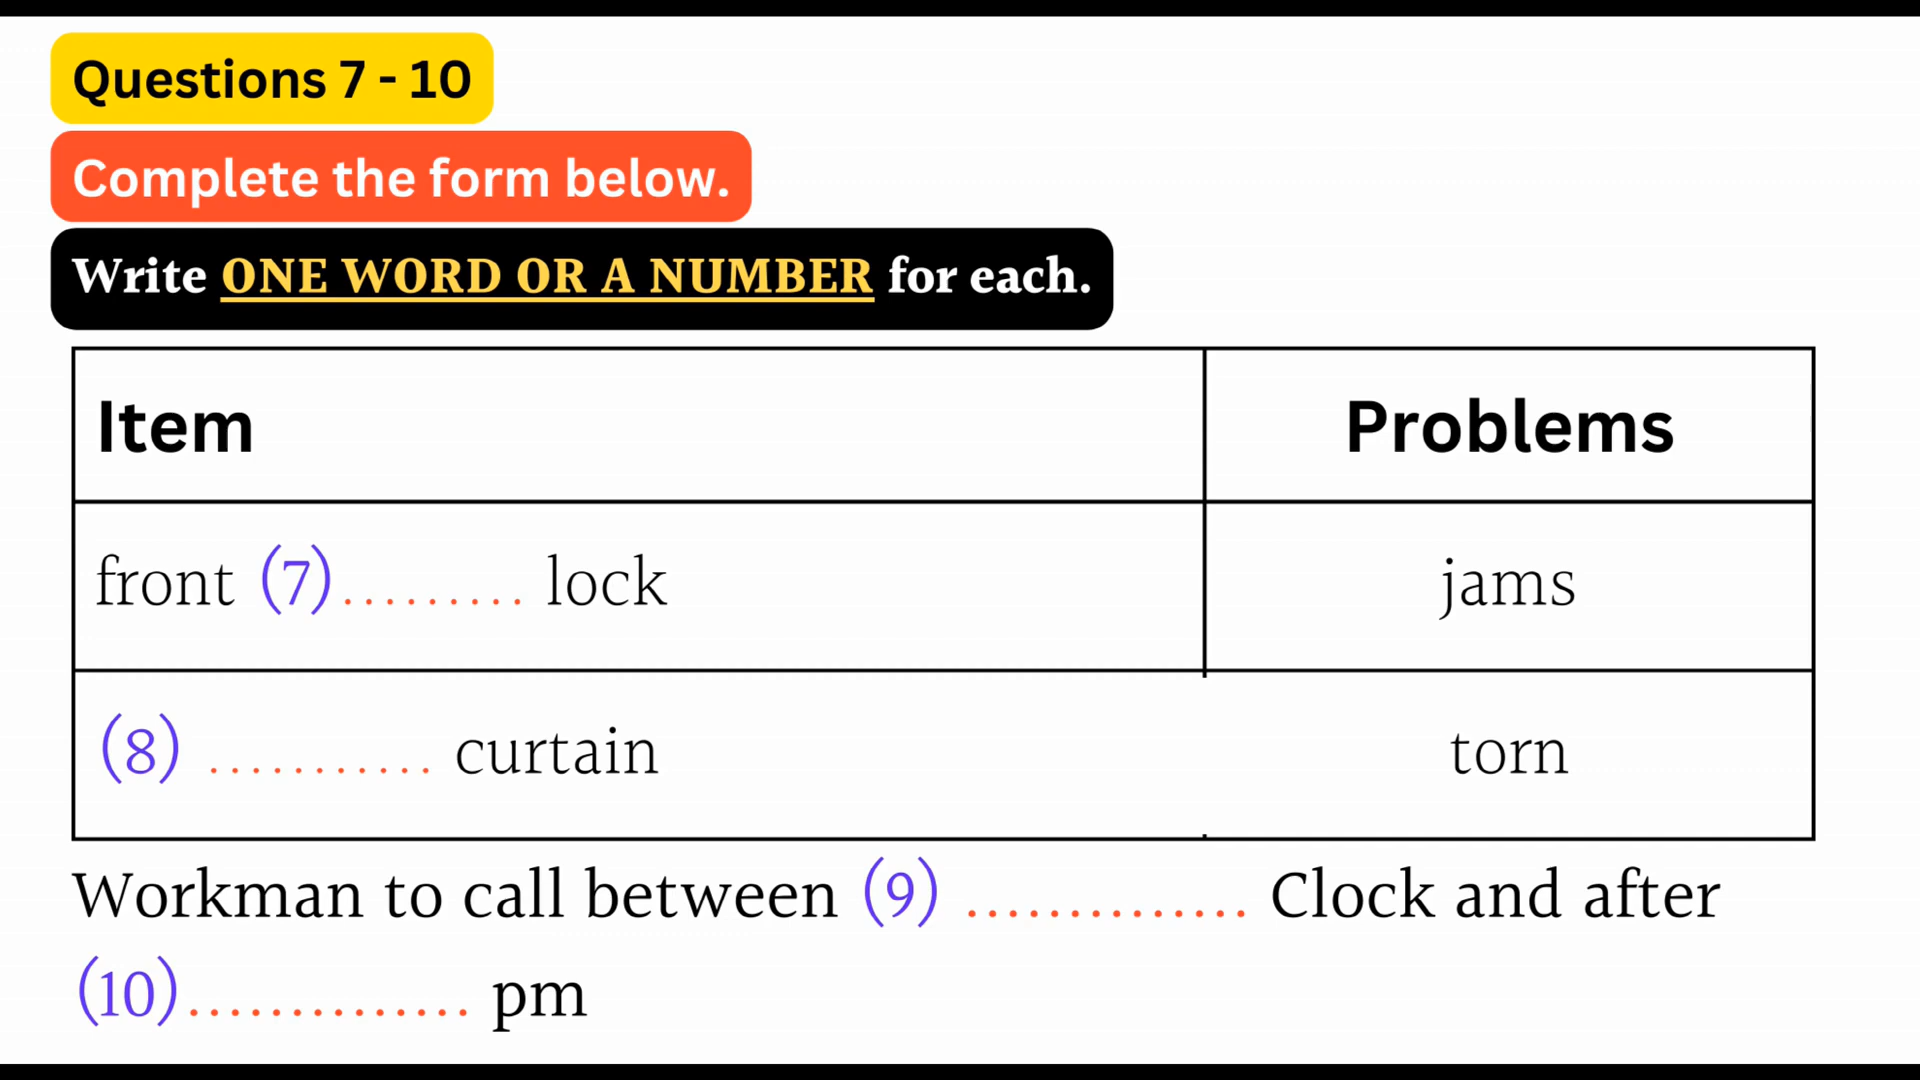 Questions 7 - 10
Complete the form below.
Write ONE WORD OR A NUMBER for each.
Item Problems
front (7)......... lock jams
(8) ........... curtain torn
Workman to call between (9) .............. Clock and after
(10).............. pm